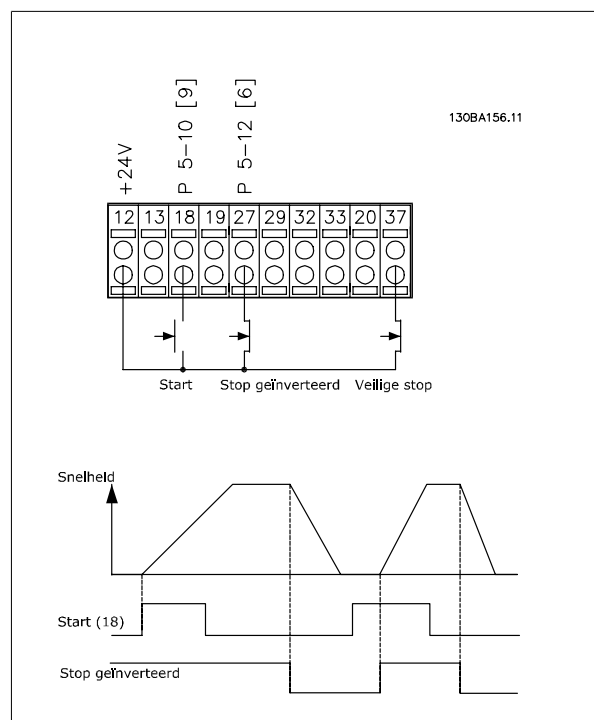 130BA156.11
+24V
P 5-10 [9]
P 5-12 [6]
12 13 18 19 27 29 32 33 20 37
Start Stop geïnverteerd Veilige stop
Snelheld
Start (18)
Stop geïnverteerd